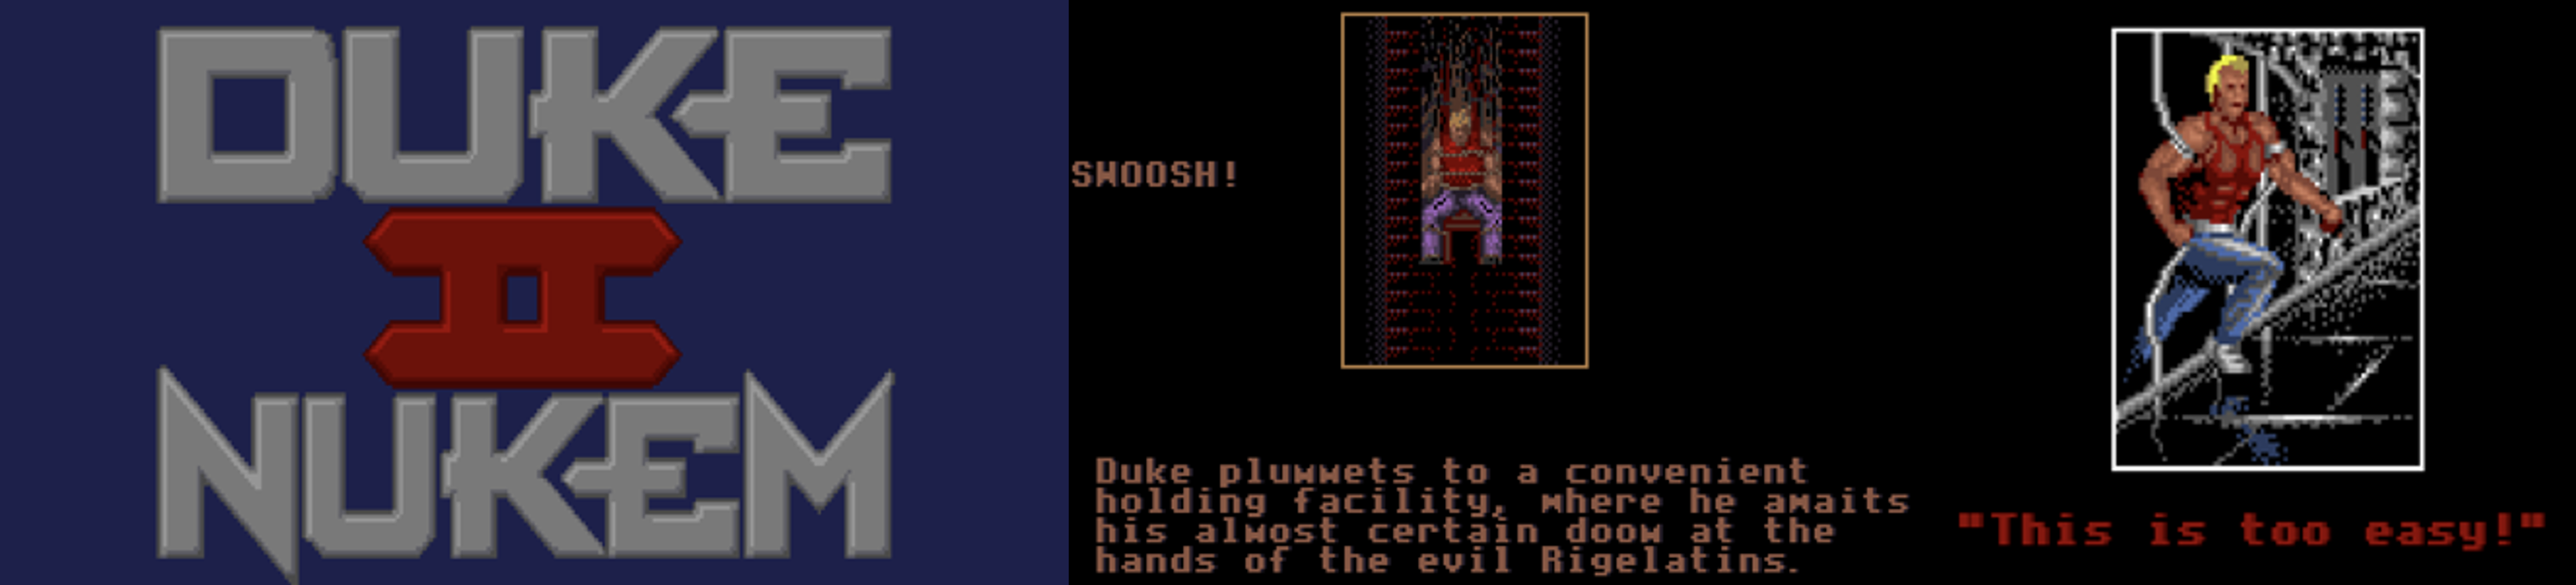 DUKE
II
NUKEM
SWOOSH!
Duke plummets to a convenient
holding facility, where he awaits
his almost certain doom at the
hands of the evil Rigelatins.
"This is too easy!"